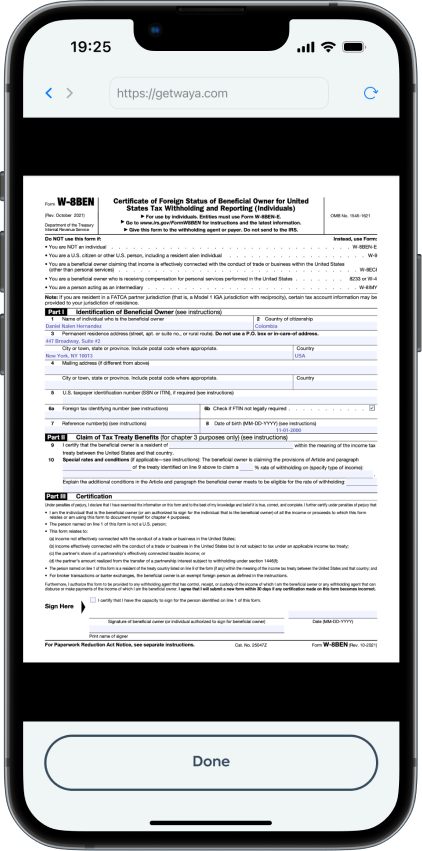 19:25
https://getwaya.com
Form W-8BEN
(Rev. October 2021)
Department of the Treasury
Internal Revenue Service
Certificate of Foreign Status of Beneficial Owner for United
States Tax Withholding and Reporting (Individuals)
▶ For use by individuals. Entities must use Form W-8BEN-E.
▶ Go to www.irs.gov/FormW8BEN for instructions and the latest information.
▶ Give this form to the withholding agent or payer. Do not send to the IRS.
OMB No. 1545-1621
Do NOT use this form if: Instead, use Form:
• You are NOT an individual W-8BEN-E
• You are a U.S. citizen or other U.S. person, including a resident alien individual W-9
• You are a beneficial owner claiming that income is effectively connected with the conduct of trade or business within the United States
(other than personal services) W-8ECI
• You are a beneficial owner who is receiving compensation for personal services performed in the United States 8233 or W-4
• You are a person acting as an intermediary W-8IMY
Note: If you are resident in a FATCA partner jurisdiction (that is, a Model 1 IGA jurisdiction with reciprocity), certain tax account information may be
provided to your jurisdiction of residence.
Part I Identification of Beneficial Owner (see instructions)
1 Name of individual who is the beneficial owner 2 Country of citizenship
Daniel Natan Hernandez Colombia
3 Permanent residence address (street, apt. or suite no., or rural route). Do not use a P.O. box or in-care-of address.
447 Broadway, Suite #2
City or town, state or province. Include postal code where appropriate. Country
New York, NY 10013 USA
4 Mailing address (if different from above)
City or town, state or province. Include postal code where appropriate. Country
5 U.S. taxpayer identification number (SSN or ITIN), if required (see instructions)
6a Foreign tax identifying number (see instructions) 6b Check if FTIN not legally required
7 Reference number(s) (see instructions) 8 Date of birth (MM-DD-YYYY) (see instructions)
11-01-2000
Part II Claim of Tax Treaty Benefits (for chapter 3 purposes only) (see instructions)
9 I certify that the beneficial owner is a resident of within the meaning of the income tax
treaty between the United States and that country.
10 Special rates and conditions (if applicable—see instructions): The beneficial owner is claiming the provisions of Article and paragraph
of the treaty identified on line 9 above to claim a % rate of withholding on (specify type of income):
.
Explain the additional conditions in the Article and paragraph the beneficial owner meets to be eligible for the rate of withholding:
Part III Certification
Under penalties of perjury, I declare that I have examined the information on this form and to the best of my knowledge and belief it is true, correct, and complete. I further certify under penalties of perjury that:
• I am the individual that is the beneficial owner (or am authorized to sign for the individual that is the beneficial owner) of all the income or proceeds to which this form
relates or am using this form to document myself for chapter 4 purposes;
• The person named on line 1 of this form is not a U.S. person;
• This form relates to:
(a) income not effectively connected with the conduct of a trade or business in the United States;
(b) income effectively connected with the conduct of a trade or business in the United States but is not subject to tax under an applicable income tax treaty;
(c) the partner's share of a partnership's effectively connected taxable income; or
(d) the partner's amount realized from the transfer of a partnership interest subject to withholding under section 1446(f);
• The person named on line 1 of this form is a resident of the treaty country listed on line 9 of the form (if any) within the meaning of the income tax treaty between the United States and that country; and
• For broker transactions or barter exchanges, the beneficial owner is an exempt foreign person as defined in the instructions.
Furthermore, I authorize this form to be provided to any withholding agent that has control, receipt, or custody of the income of which I am the beneficial owner or any withholding agent that can
disburse or make payments of the income of which I am the beneficial owner. I agree that I will submit a new form within 30 days if any certification made on this form becomes incorrect.
I certify that I have the capacity to sign for the person identified on line 1 of this form.
Sign Here
Signature of beneficial owner (or individual authorized to sign for beneficial owner) Date (MM-DD-YYYY)
Print name of signer
For Paperwork Reduction Act Notice, see separate instructions. Cat. No. 25047Z Form W-8BEN (Rev. 10-2021)
Done